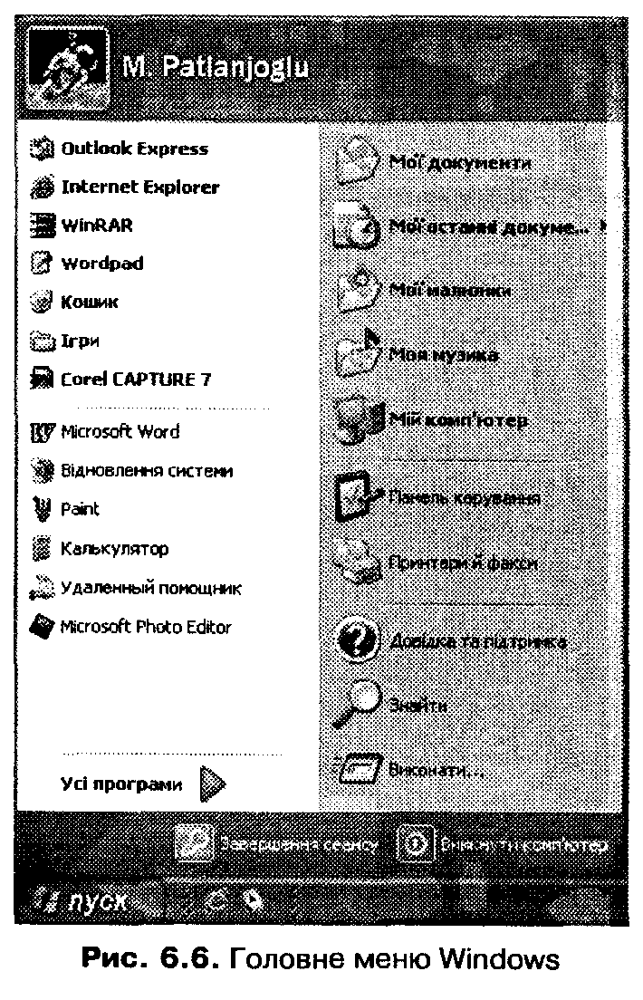 M. Patlanjoglu
Outlook Express
Internet Explorer
WinRAR
Wordpad
Кошик
Ігри
Corel CAPTURE 7
Microsoft Word
Відновлення системи
Paint
Калькулятор
Удаленный помощник
Microsoft Photo Editor
Усі програми
Мої документи
Мої останні докуме...
Мої малюнки
Моя музика
Мій комп'ютер
Панель керування
Принтери й факси
Довідка та підтримка
Знайти
Виконати...
Завершення сеансу
Вимкнути комп'ютер
пуск
Рис. 6.6. Головне меню Windows